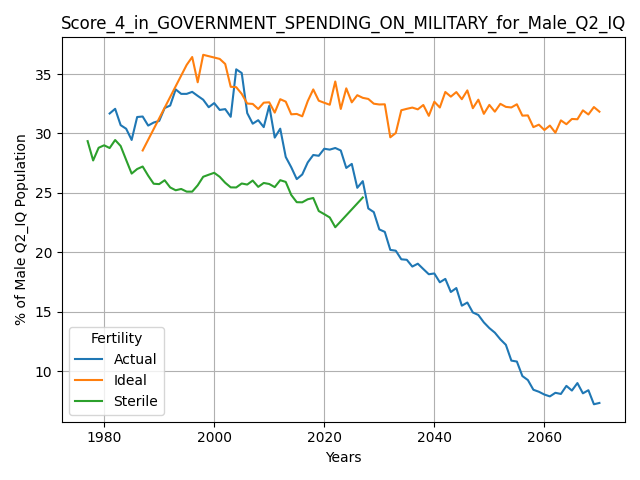 Score_4_in_GOVERNMENT_SPENDING_ON_MILITARY_for_Male_Q2_IQ
% of Male Q2_IQ Population
35
30
25
20
15
10
Fertility
Actual
Ideal
Sterile
1980 2000 2020 2040 2060
Years